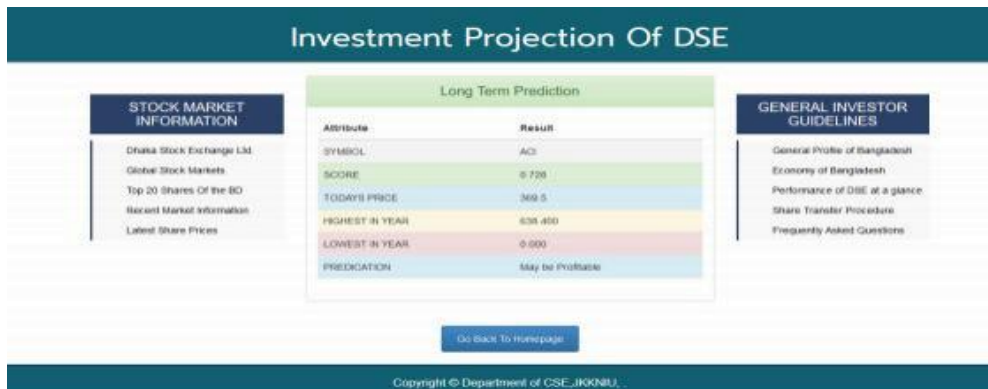 Investment Projection Of DSE
STOCK MARKET
INFORMATION
Dhaka Stock Exchange Ltd.
Global Stock Markets
Top 20 Shares Of the BD
Recent Market Information
Latest Share Prices
Long Term Prediction
Attribute Result
SYMBOL ACI
SCORE 0.728
TODAYS PRICE 369.5
HIGHEST IN YEAR 638.400
LOWEST IN YEAR 0.000
PREDICATION May be Profitable
GENERAL INVESTOR
GUIDELINES
General Profile of Bangladesh
Economy of Bangladesh
Performance of DSE at a glance
Share Transfer Procedure
Frequently Asked Questions
Go Back To Homepage
Copyright © Department of CSE,JKKNIU, .